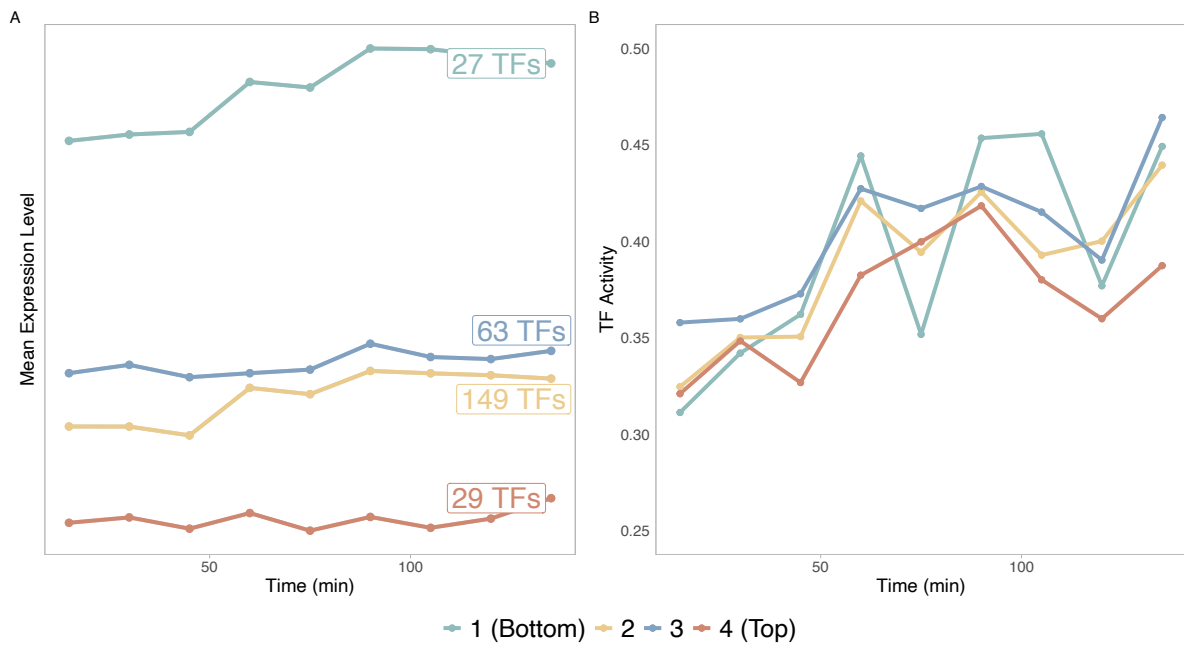 A
Mean Expression Level
27 TFs
63 TFs
149 TFs
29 TFs
50
100
Time (min)
B
TF Activity
0.50
0.45
0.40
0.35
0.30
0.25
50
100
Time (min)
1 (Bottom) 2 3 4 (Top)